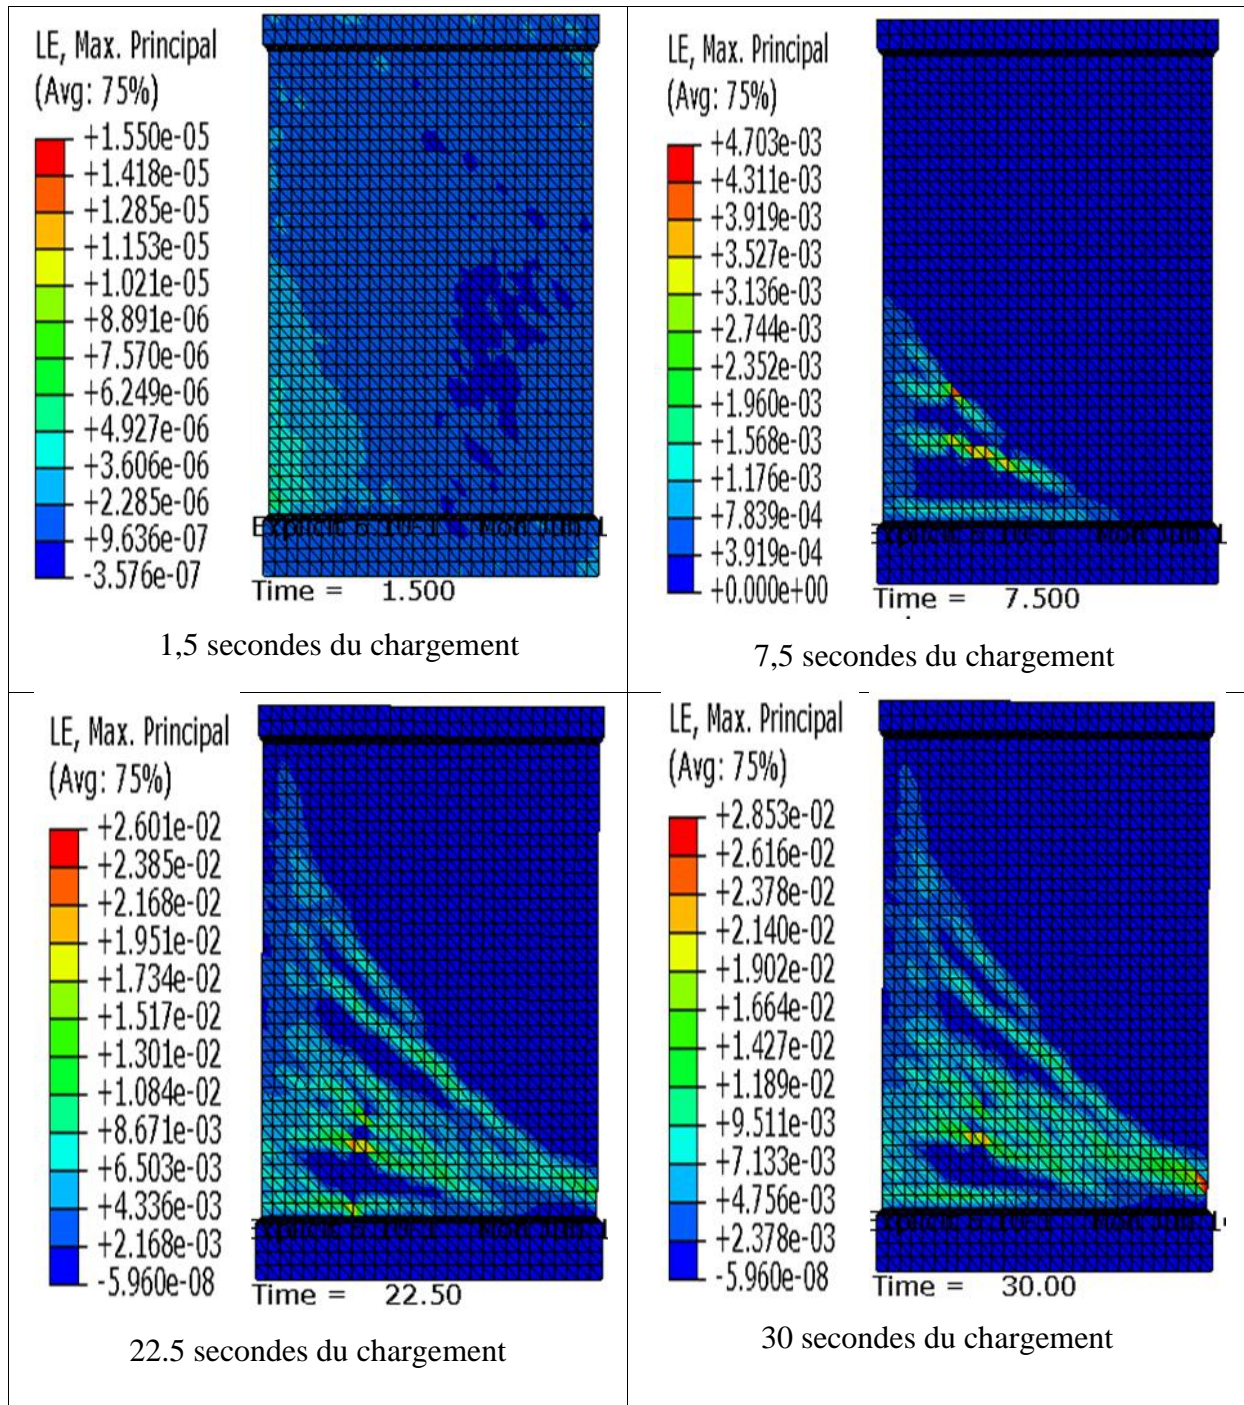 LE, Max. Principal
(Avg: 75%)
+1.550e-05
+1.418e-05
+1.285e-05
+1.153e-05
+1.021e-05
+8.891e-06
+7.570e-06
+6.249e-06
+4.927e-06
+3.606e-06
+2.285e-06
+9.636e-07
-3.576e-07
Time = 1.500
1,5 secondes du chargement
LE, Max. Principal
(Avg: 75%)
+4.703e-03
+4.311e-03
+3.919e-03
+3.527e-03
+3.136e-03
+2.744e-03
+2.352e-03
+1.960e-03
+1.568e-03
+1.176e-03
+7.839e-04
+3.919e-04
+0.000e+00
Time = 7.500
7,5 secondes du chargement
LE, Max. Principal
(Avg: 75%)
+2.601e-02
+2.385e-02
+2.168e-02
+1.951e-02
+1.734e-02
+1.517e-02
+1.301e-02
+1.084e-02
+8.671e-03
+6.503e-03
+4.336e-03
+2.168e-03
-5.960e-08
Time = 22.50
22.5 secondes du chargement
LE, Max. Principal
(Avg: 75%)
+2.853e-02
+2.616e-02
+2.378e-02
+2.140e-02
+1.902e-02
+1.664e-02
+1.427e-02
+1.189e-02
+9.511e-03
+7.133e-03
+4.756e-03
+2.378e-03
-5.960e-08
Time = 30.00
30 secondes du chargement